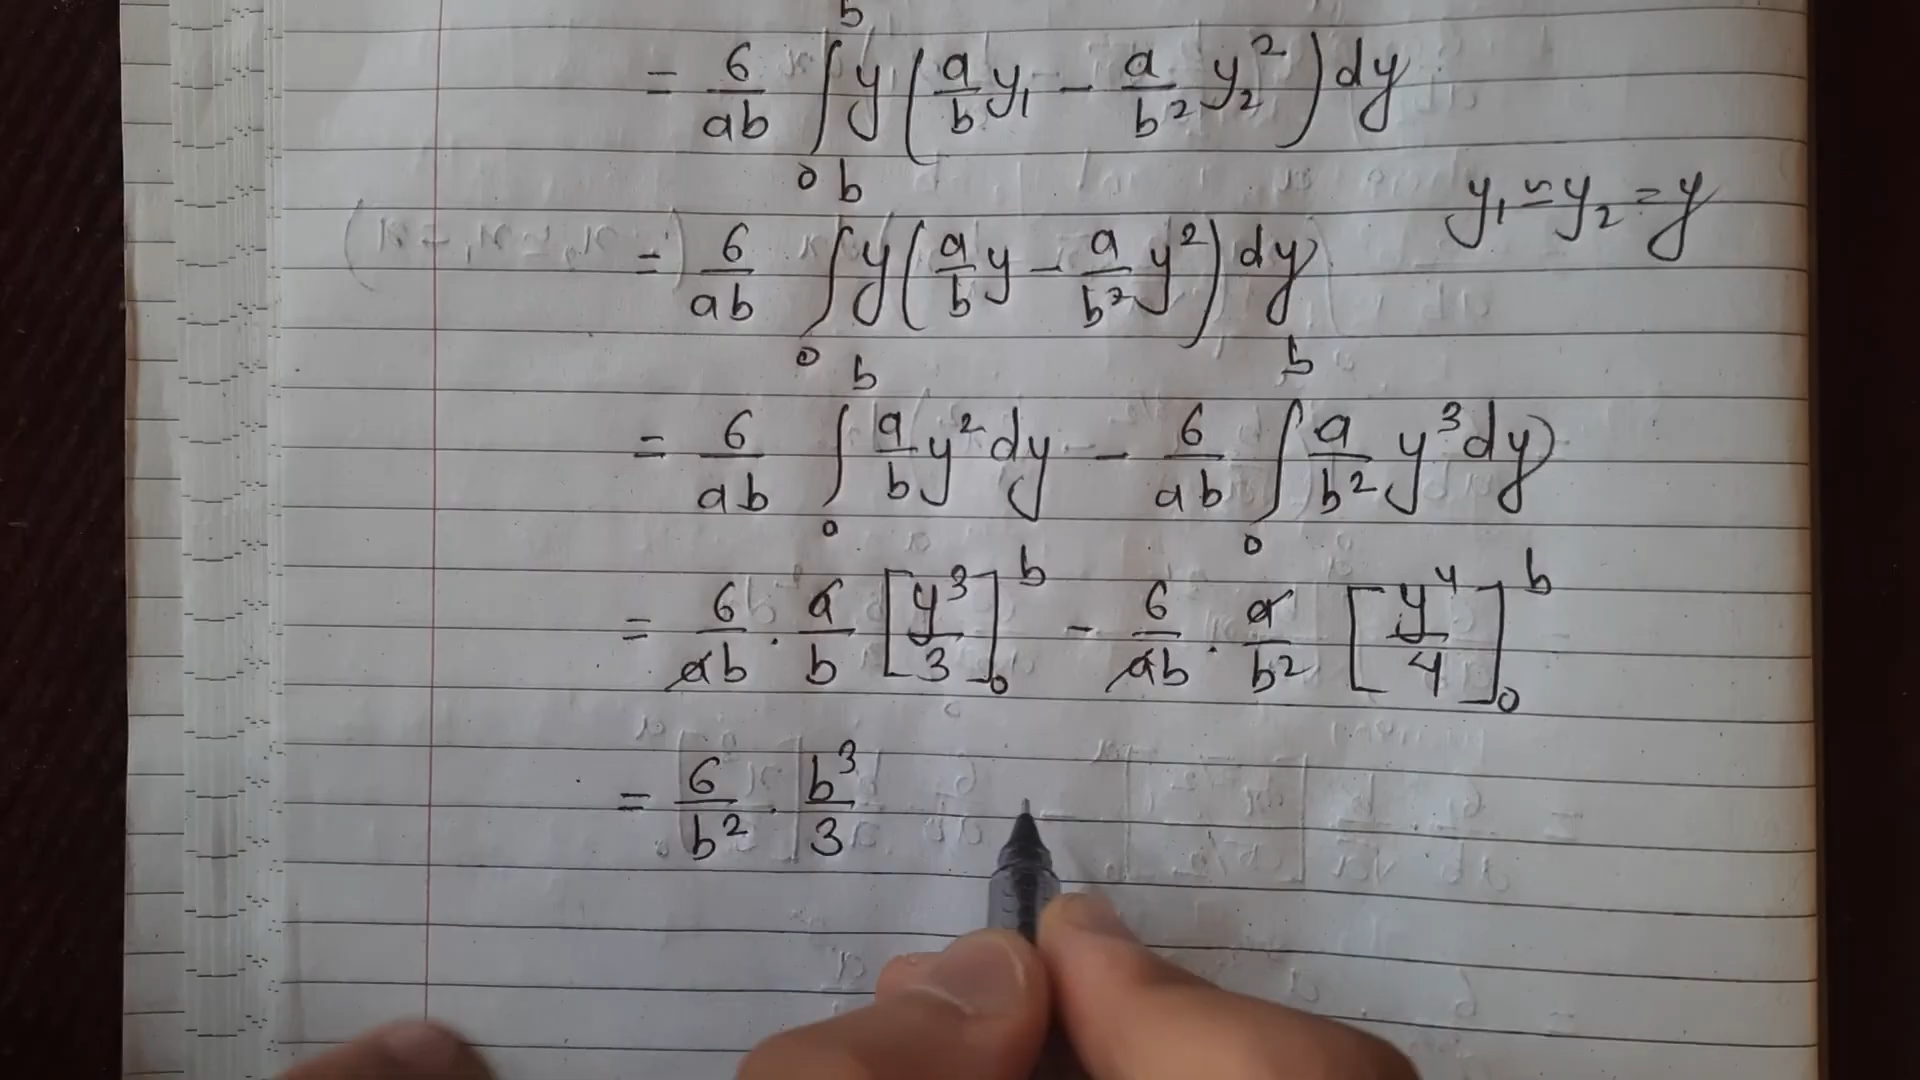 = 6/ab ∫₀ᵇ y(a/b y₁ − a/b² y₂²) dy
y₁ = y₂ = y
= 6/ab ∫₀ᵇ y(a/b y − a/b² y²) dy
= 6/ab ∫₀ᵇ a/b y² dy − 6/ab ∫₀ᵇ a/b² y³ dy
= 6/ab · a/b [y³/3]₀ᵇ − 6/ab · a/b² [y⁴/4]₀ᵇ
= 6/b² · b³/3